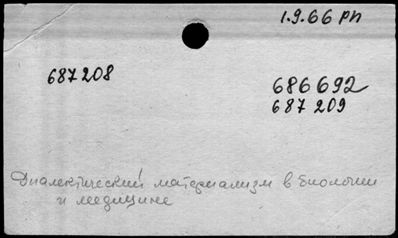 1.9.66 рп
687208
686692
687209
Диалектический материализм в биологии
и медицине